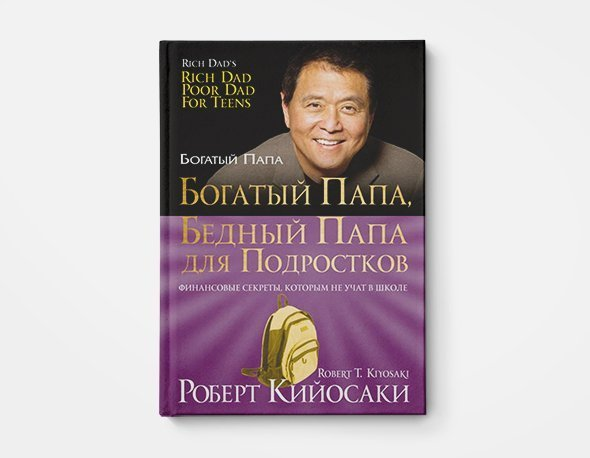 RICH DAD'S
RICH DAD
POOR DAD
FOR TEENS
БОГАТЫЙ ПАПА
БОГАТЫЙ ПАПА,
БЕДНЫЙ ПАПА
ДЛЯ ПОДРОСТКОВ
ФИНАНСОВЫЕ СЕКРЕТЫ, КОТОРЫМ НЕ УЧАТ В ШКОЛЕ
ROBERT T. KIYOSAKI
РОБЕРТ КИЙОСАКИ